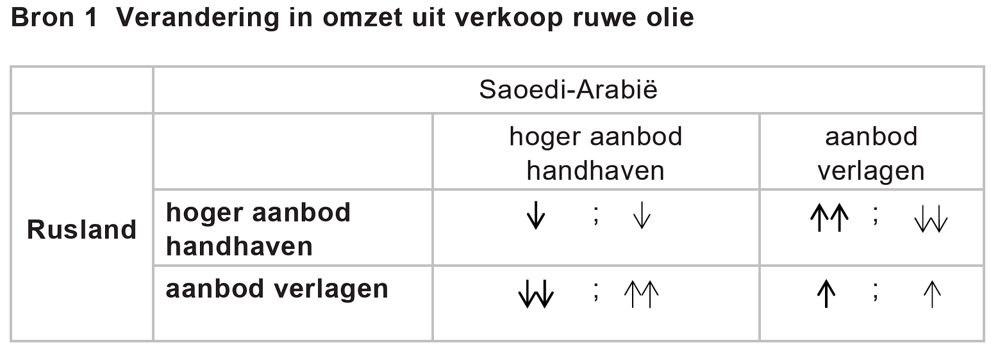 Bron 1 Verandering in omzet uit verkoop ruwe olie
Saoedi-Arabië
hoger aanbod
handhaven
aanbod
verlagen
Rusland
hoger aanbod
handhaven
↓ ; ↓
↑↑ ; ↓↓
aanbod verlagen
↓↓ ; ↑↑
↑ ; ↑